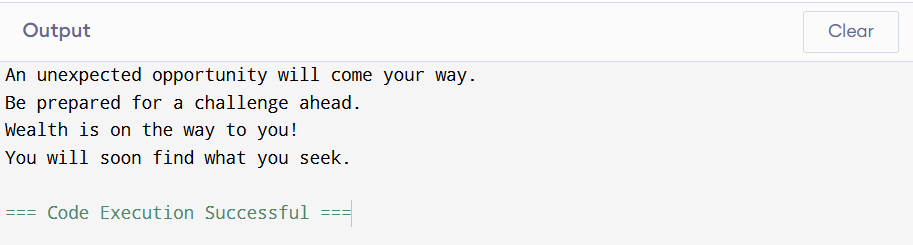 Output
Clear
An unexpected opportunity will come your way.
Be prepared for a challenge ahead.
Wealth is on the way to you!
You will soon find what you seek.
=== Code Execution Successful ===